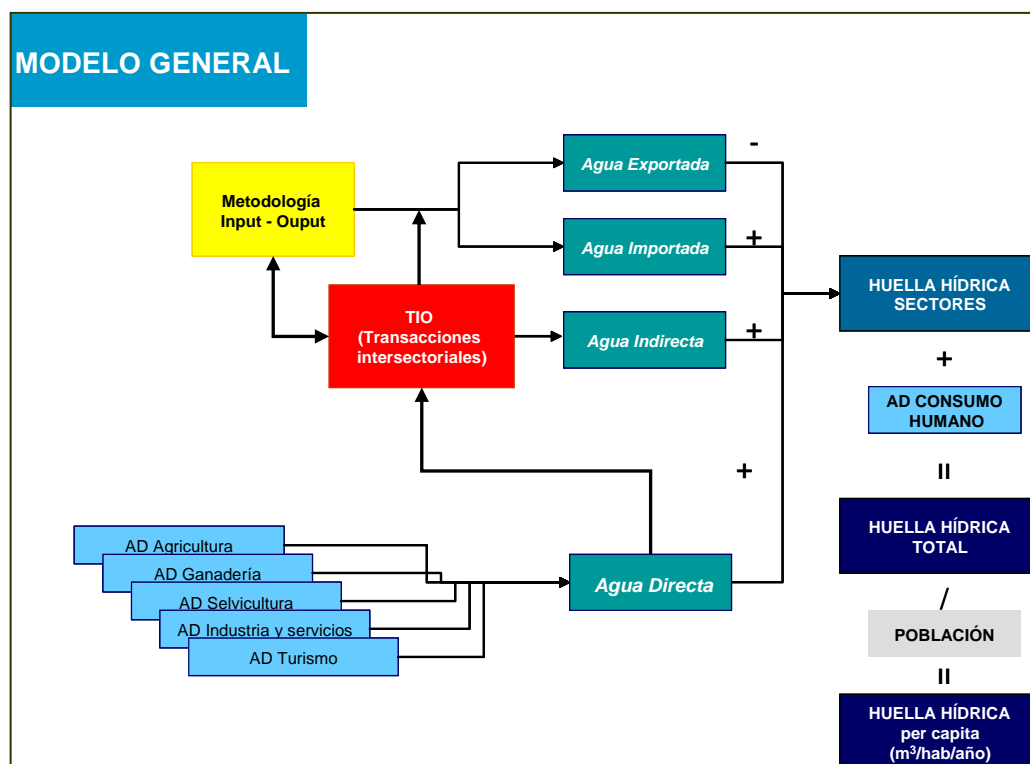 MODELO GENERAL
Metodología
Input - Ouput
TIO
(Transacciones
intersectoriales)
Agua Exportada
-
Agua Importada
+
Agua Indirecta
+
AD Agricultura
AD Ganadería
AD Selvicultura
AD Industria y servicios
AD Turismo
Agua Directa
+
HUELLA HÍDRICA
SECTORES
+
AD CONSUMO
HUMANO
=
HUELLA HÍDRICA
TOTAL
/
POBLACIÓN
=
HUELLA HÍDRICA
per capita
(m³/hab/año)